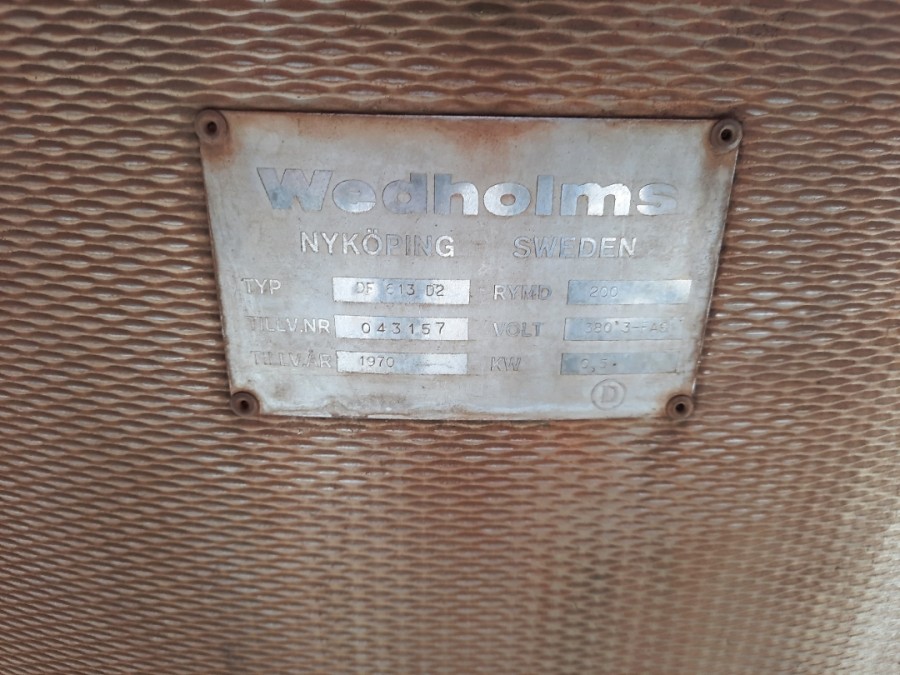 Wedholms
NYKÖPING SWEDEN
TYP DF 613 D2 RYMD 200
TILLV.NR 043157 VOLT
TILLV.ÅR 1970 KW
D